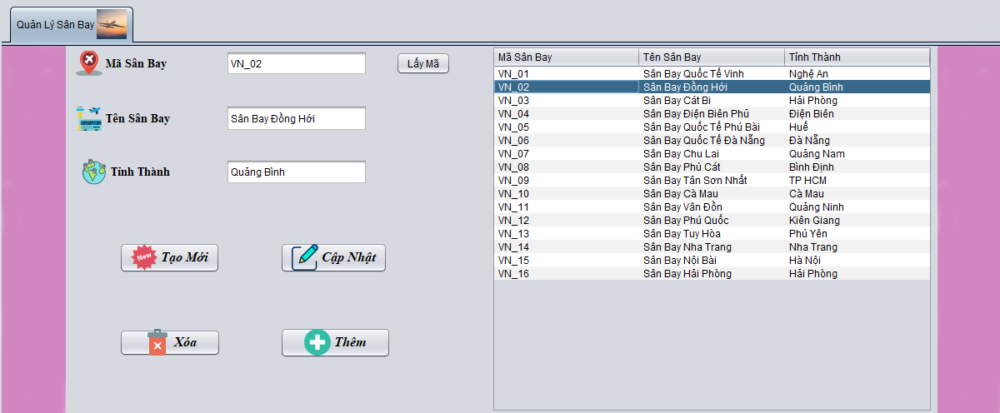 Quản Lý Sân Bay
Mã Sân Bay VN_02 Lấy Mã
Tên Sân Bay Sân Bay Đồng Hới
Tỉnh Thành Quảng Bình
New Tạo Mới Cập Nhật
Xóa Thêm
Mã Sân Bay Tên Sân Bay Tỉnh Thành
VN_01 Sân Bay Quốc Tế Vinh Nghệ An
VN_02 Sân Bay Đồng Hới Quảng Bình
VN_03 Sân Bay Cát Bi Hải Phòng
VN_04 Sân Bay Điện Biên Phủ Điện Biên
VN_05 Sân Bay Quốc Tế Phú Bài Huế
VN_06 Sân Bay Quốc Tế Đà Nẵng Đà Nẵng
VN_07 Sân Bay Chu Lai Quảng Nam
VN_08 Sân Bay Phù Cát Bình Định
VN_09 Sân Bay Tân Sơn Nhất TP HCM
VN_10 Sân Bay Cà Mau Cà Mau
VN_11 Sân Bay Vân Đồn Quảng Ninh
VN_12 Sân Bay Phú Quốc Kiên Giang
VN_13 Sân Bay Tuy Hòa Phú Yên
VN_14 Sân Bay Nha Trang Nha Trang
VN_15 Sân Bay Nội Bài Hà Nội
VN_16 Sân Bay Hải Phòng Hải Phòng